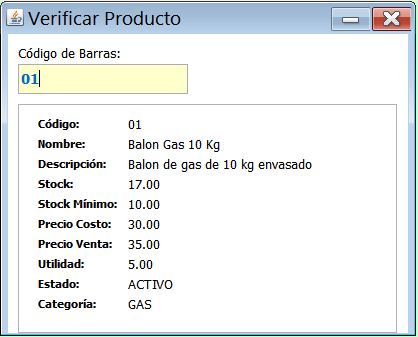 Verificar Producto
Código de Barras:
01
Código: 01
Nombre: Balon Gas 10 Kg
Descripción: Balon de gas de 10 kg envasado
Stock: 17.00
Stock Mínimo: 10.00
Precio Costo: 30.00
Precio Venta: 35.00
Utilidad: 5.00
Estado: ACTIVO
Categoría: GAS